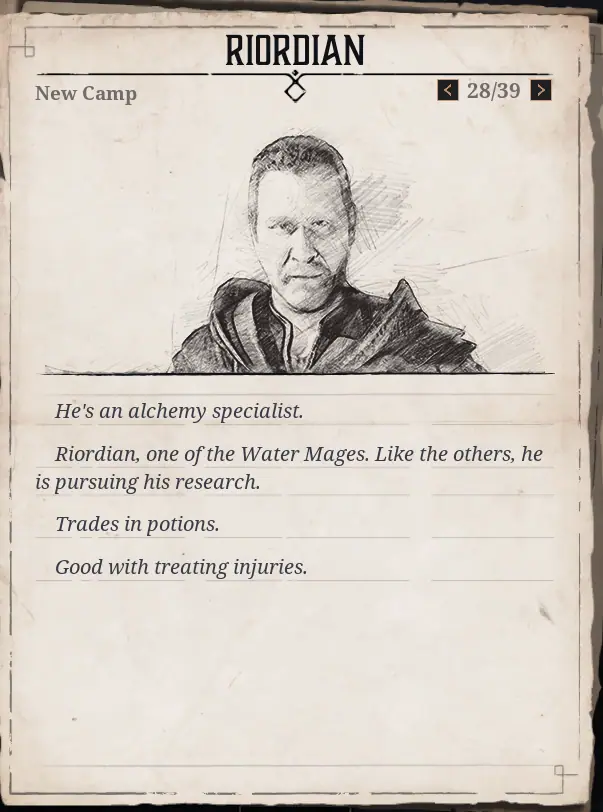 RIORDIAN
New Camp
28/39
He's an alchemy specialist.
Riordian, one of the Water Mages. Like the others, he
is pursuing his research.
Trades in potions.
Good with treating injuries.